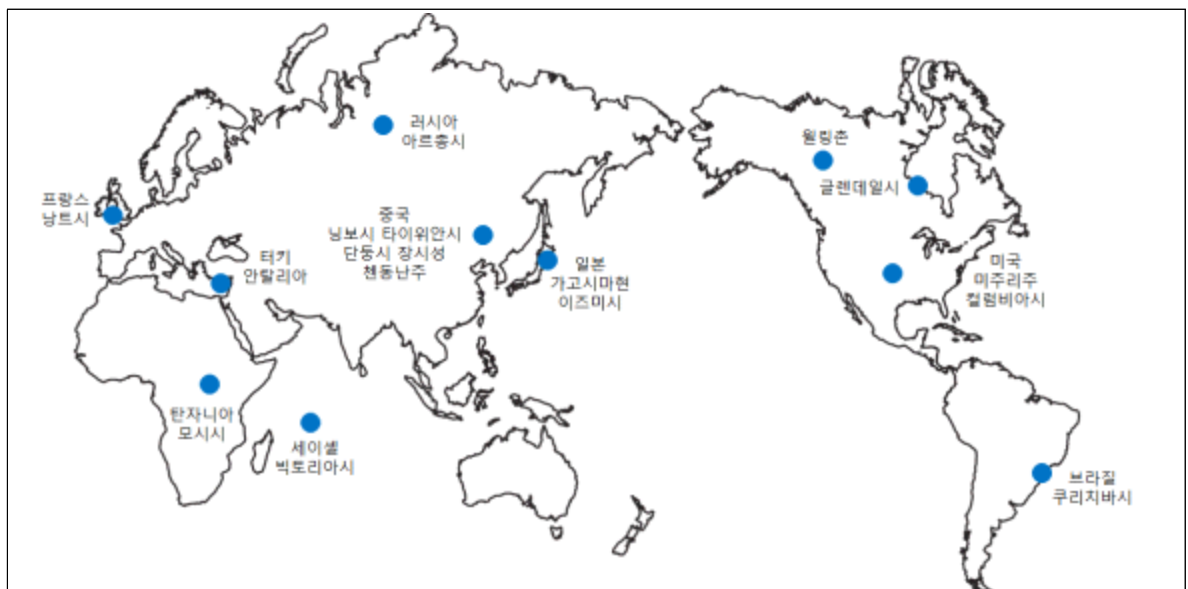 러시아
아르총시
윌링촌
글렌데일시
프랑스
낭트시
중국
닝보시 타이위안시
단둥시 장시성
첸동난주
터키
안탈리아
일본
가고시마현
이즈미시
미국
미주리주
컬럼비아시
탄자니아
모시시
세이셸
빅토리아시
브라질
쿠리치바시